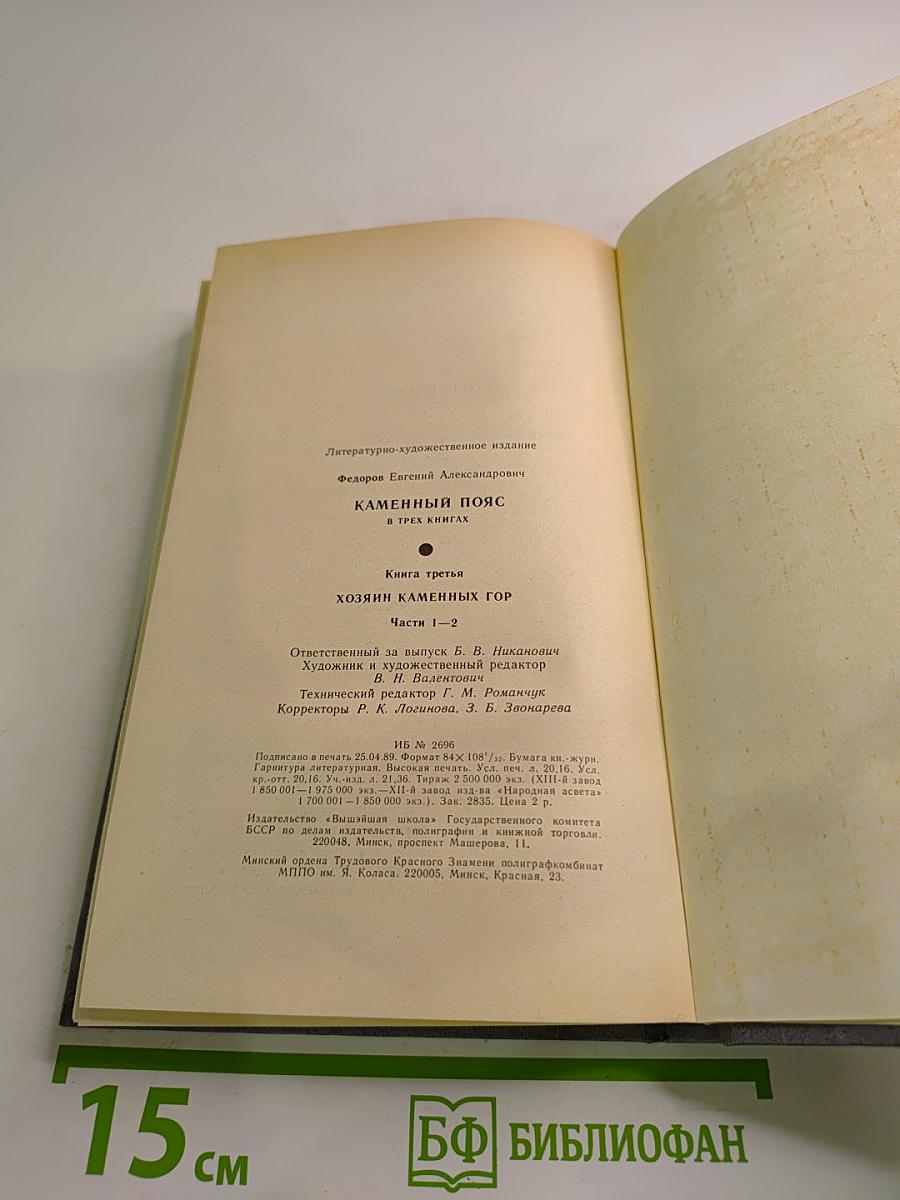 Литературно-художественное издание
Федоров Евгений Александрович
КАМЕННЫЙ ПОЯС
В ТРЕХ КНИГАХ
Книга третья
ХОЗЯИН КАМЕННЫХ ГОР
Части 1—2
Ответственный за выпуск Б. В. Никанович
Художник и художественный редактор
В. Н. Валентович
Технический редактор Г. М. Романчук
Корректоры Р. К. Логинова, З. Б. Звонарева
ИБ № 2696
Подписано в печать 25.04.89. Формат 84×108¹/₃₂. Бумага кн.-журн.
Гарнитура литературная. Высокая печать. Усл. печ. л. 20,16. Усл.
кр.-отт. 20,16. Уч.-изд. л. 21,36. Тираж 2 500 000 экз. (XIII-й завод
1 850 001—1 975 000 экз.—XII-й завод изд-ва «Народная асвета»
1 700 001—1 850 000 экз.). Зак. 2835. Цена 2 р.
Издательство «Вышэйшая школа» Государственного комитета
БССР по делам издательств, полиграфии и книжной торговли.
220048, Минск, проспект Машерова, 11.
Минский ордена Трудового Красного Знамени полиграфкомбинат
МППО им. Я. Коласа. 220005, Минск, Красная, 23.
15 см
БФ БИБЛИОФАН